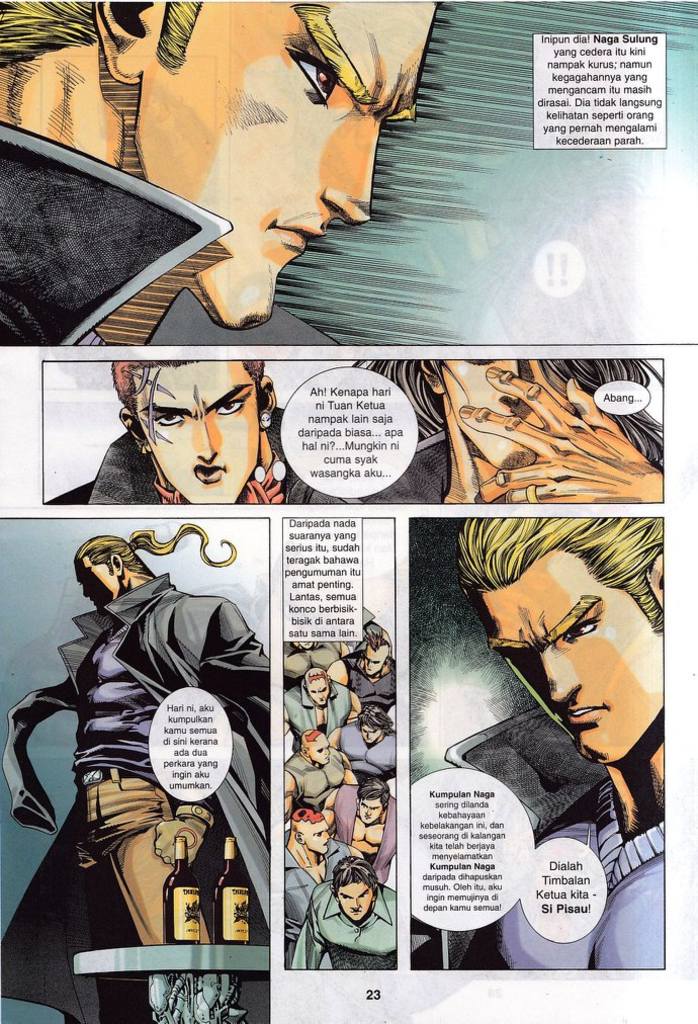 Inipun dia! Naga Sulung
yang cedera itu kini
nampak kurus; namun
kegagahannya yang
mengancam itu masih
dirasai. Dia tidak langsung
kelihatan seperti orang
yang pernah mengalami
kecederaan parah.
!!
Ah! Kenapa hari
ni Tuan Ketua
nampak lain saja
daripada biasa... apa
hal ni?...Mungkin ni
cuma syak
wasangka aku...
Abang...
Hari ni, aku
kumpulkan
kamu semua
di sini kerana
ada dua
perkara yang
ingin aku
umumkan.
Daripada nada
suaranya yang
serius itu, sudah
teragak bahawa
pengumuman itu
amat penting.
Lantas, semua
konco berbisik-
bisik di antara
satu sama lain.
Kumpulan Naga
sering dilanda
kebahayaan
kebelakangan ini, dan
seseorang di kalangan
kita telah berjaya
menyelamatkan
Kumpulan Naga
daripada dihapuskan
musuh. Oleh itu, aku
ingin memujinya di
depan kamu semua!
Dialah
Timbalan
Ketua kita -
Si Pisau!
23